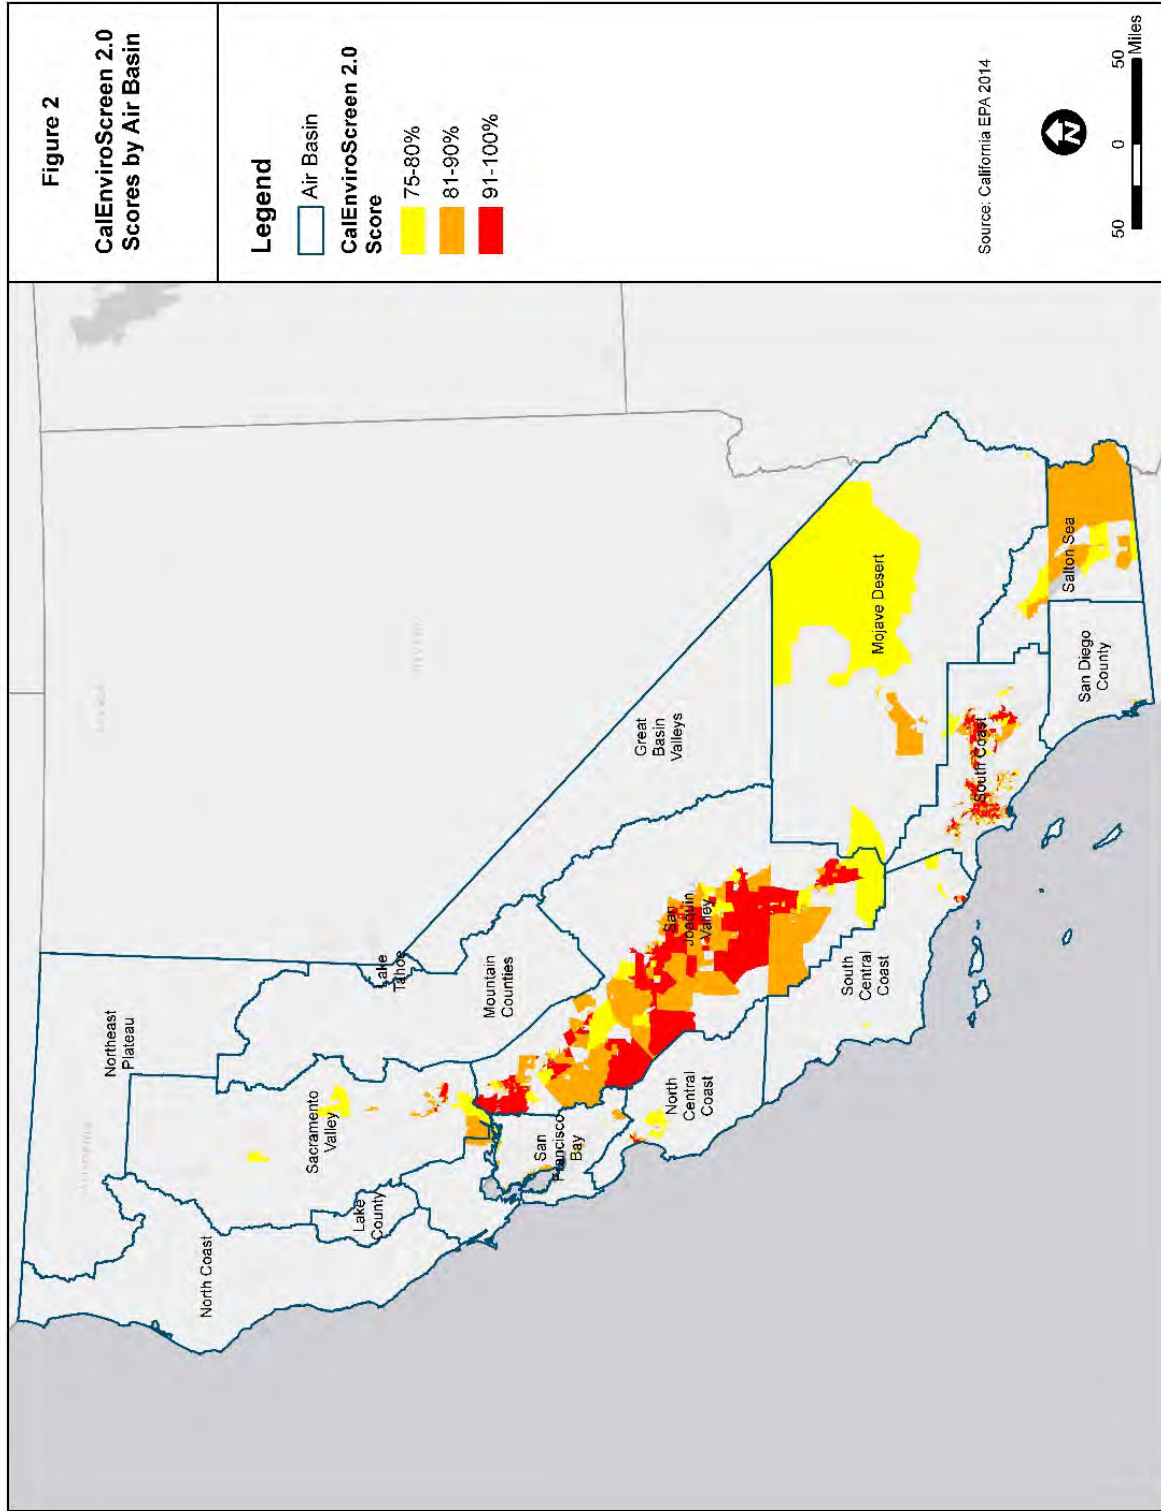 Figure 2
CalEnviroScreen 2.0
Scores by Air Basin
Legend
Air Basin
CalEnviroScreen 2.0
Score
75-80%
81-90%
91-100%
Source: California EPA 2014
N
50
0
50
Miles
North Coast
Northeast
Plateau
Sacramento
Valley
Lake
County
Lake
Tahoe
Mountain
Counties
San
Francisco
Bay
North
Central
Coast
San
Joaquin
Valley
Great
Basin
Valleys
South
Central
Coast
Mojave Desert
South Coast
San Diego
County
Salton Sea